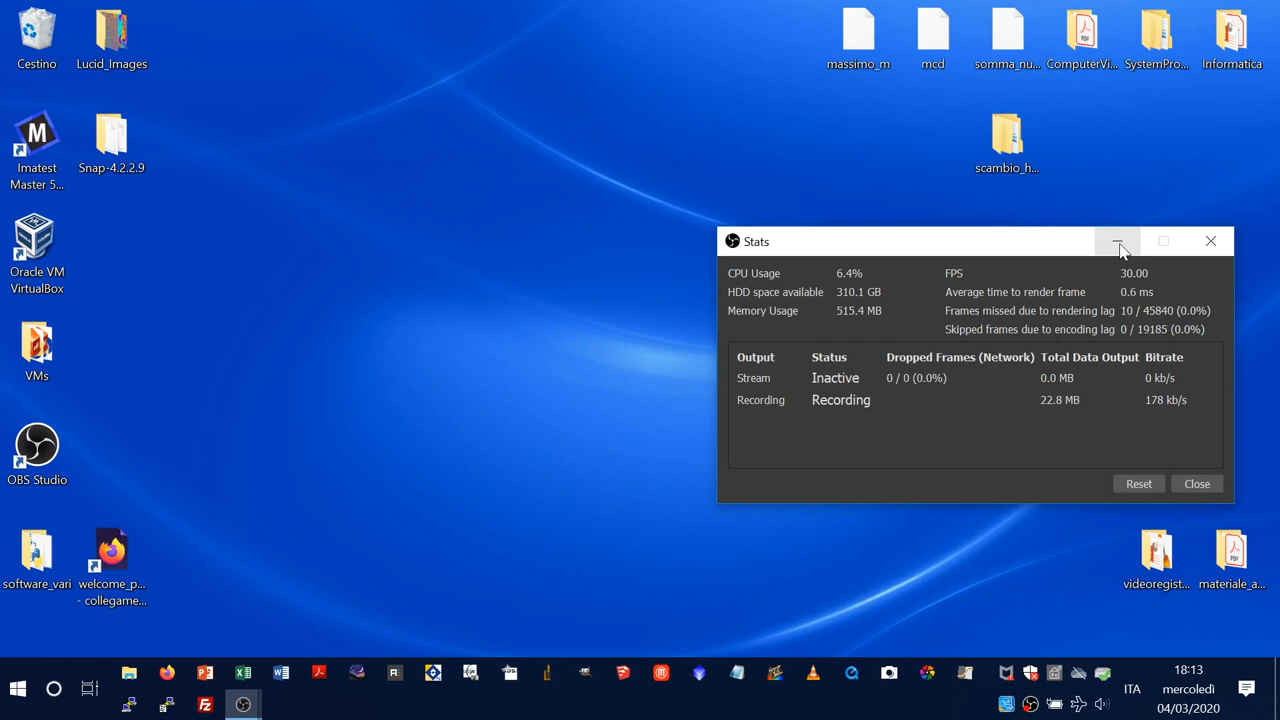 Cestino
Lucid_Images
massimo_m
mcd
somma_nu...
ComputerVi...
SystemPro...
Informatica
Imatest
Master 5...
Snap-4.2.2.9
scambio_h...
Oracle VM
VirtualBox
VMs
OBS Studio
software_vari
welcome_p...
- collegame...
videoregist...
materiale_a...
Stats
CPU Usage 6.4% FPS 30.00
HDD space available 310.1 GB Average time to render frame 0.6 ms
Memory Usage 515.4 MB Frames missed due to rendering lag 10 / 45840 (0.0%)
Skipped frames due to encoding lag 0 / 19185 (0.0%)
Output Status Dropped Frames (Network) Total Data Output Bitrate
Stream Inactive 0 / 0 (0.0%) 0.0 MB 0 kb/s
Recording Recording 22.8 MB 178 kb/s
Reset Close
ITA
18:13
mercoledì
04/03/2020